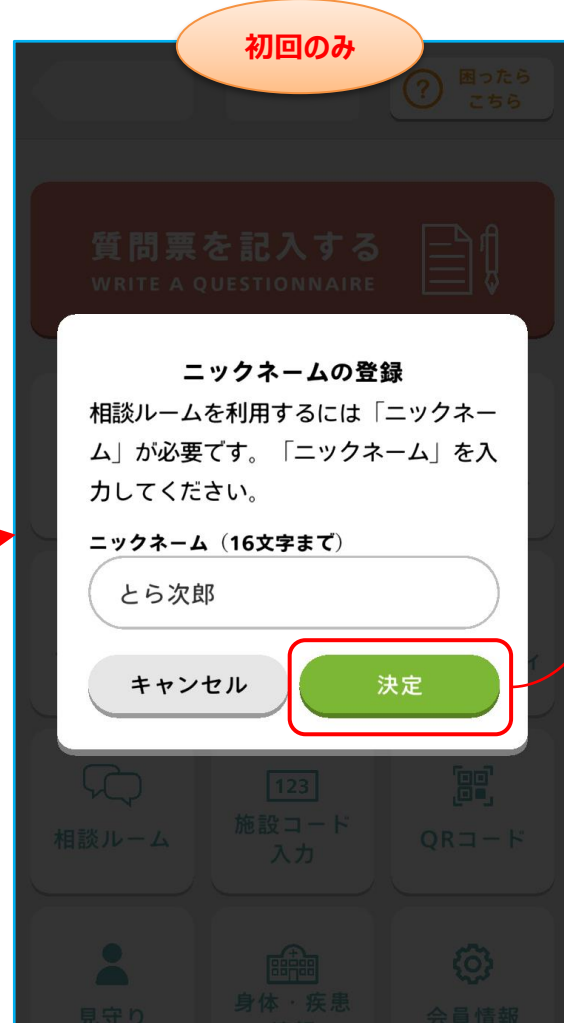 初回のみ
困ったら
こちら
質問票を記入する
WRITE A QUESTIONNAIRE
ニックネームの登録
相談ルームを利用するには「ニックネー
ム」が必要です。「ニックネーム」を入
力してください。
ニックネーム（16文字まで）
とら次郎
キャンセル
決定
イ
相談ルーム
123
施設コード
入力
QRコード
見守り
身体・疾患
会員情報